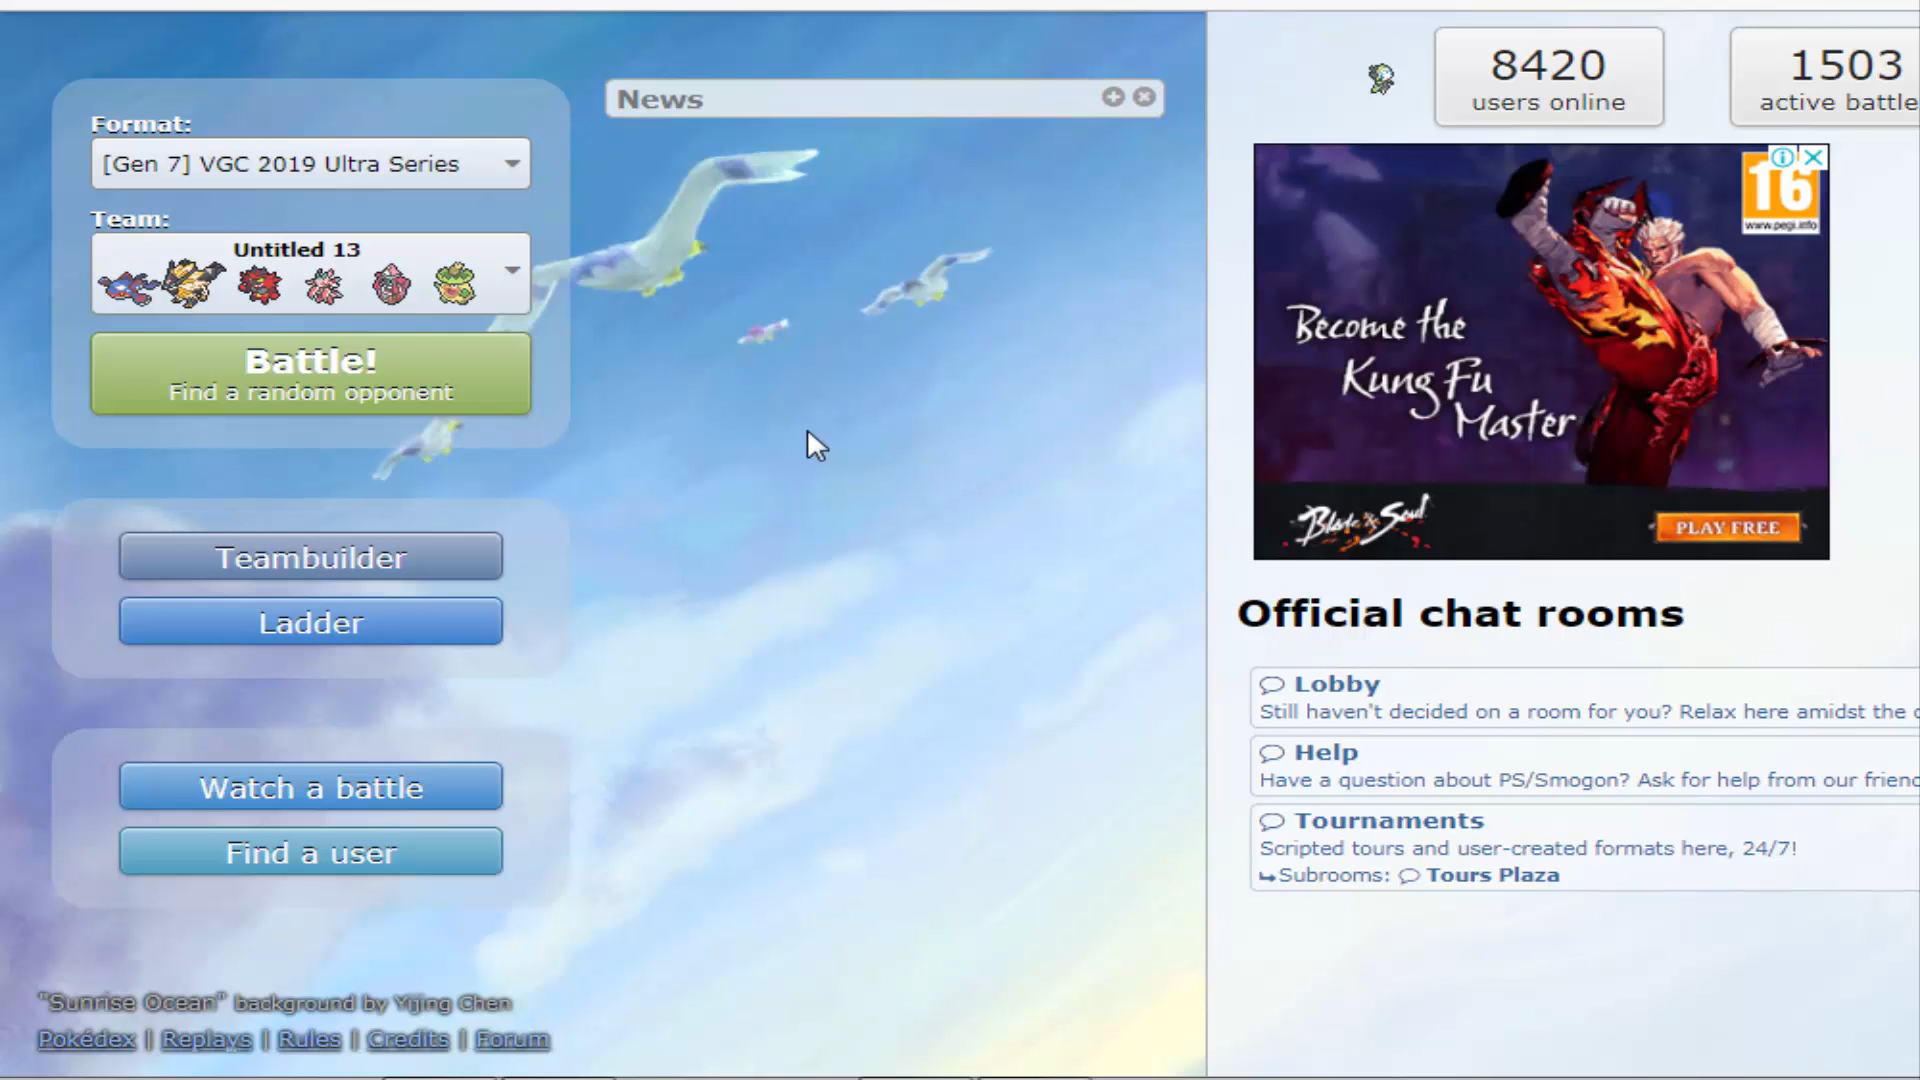 Format:
[Gen 7] VGC 2019 Ultra Series
Team:
Untitled 13
Battle!
Find a random opponent
Teambuilder
Ladder
Watch a battle
Find a user
"Sunrise Ocean" background by Yijing Chen
Pokédex | Replays | Rules | Credits | Forum
News
8420
users online
1503
active battle
16
www.pegi.info
Become the
Kung Fu
Master
Blade & Soul
PLAY FREE
Official chat rooms
Lobby
Still haven't decided on a room for you? Relax here amidst the
Help
Have a question about PS/Smogon? Ask for help from our frien
Tournaments
Scripted tours and user-created formats here, 24/7!
Subrooms: Tours Plaza